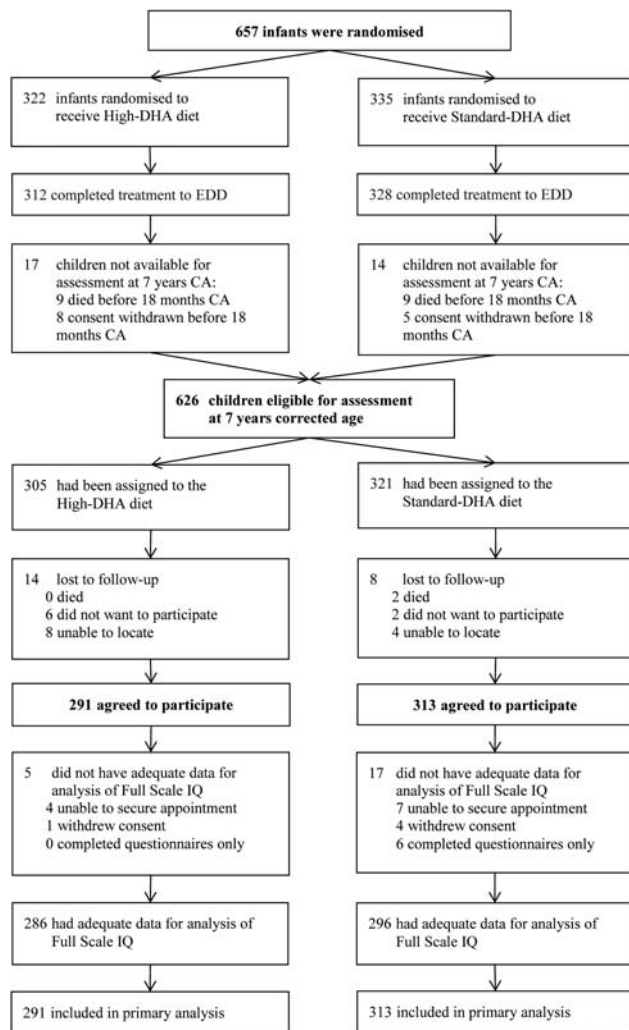 657 infants were randomised
322 infants randomised to
receive High-DHA diet
335 infants randomised to
receive Standard-DHA diet
312 completed treatment to EDD
328 completed treatment to EDD
17 children not available for
assessment at 7 years CA:
9 died before 18 months CA
8 consent withdrawn before 18
months CA
14 children not available for
assessment at 7 years CA:
9 died before 18 months CA
5 consent withdrawn before 18
months CA
626 children eligible for assessment
at 7 years corrected age
305 had been assigned to the
High-DHA diet
321 had been assigned to the
Standard-DHA diet
14 lost to follow-up
0 died
6 did not want to participate
8 unable to locate
8 lost to follow-up
2 died
2 did not want to participate
4 unable to locate
291 agreed to participate
313 agreed to participate
5 did not have adequate data for
analysis of Full Scale IQ
4 unable to secure appointment
1 withdrew consent
0 completed questionnaires only
17 did not have adequate data for
analysis of Full Scale IQ
7 unable to secure appointment
4 withdrew consent
6 completed questionnaires only
286 had adequate data for analysis of
Full Scale IQ
296 had adequate data for analysis of
Full Scale IQ
291 included in primary analysis
313 included in primary analysis